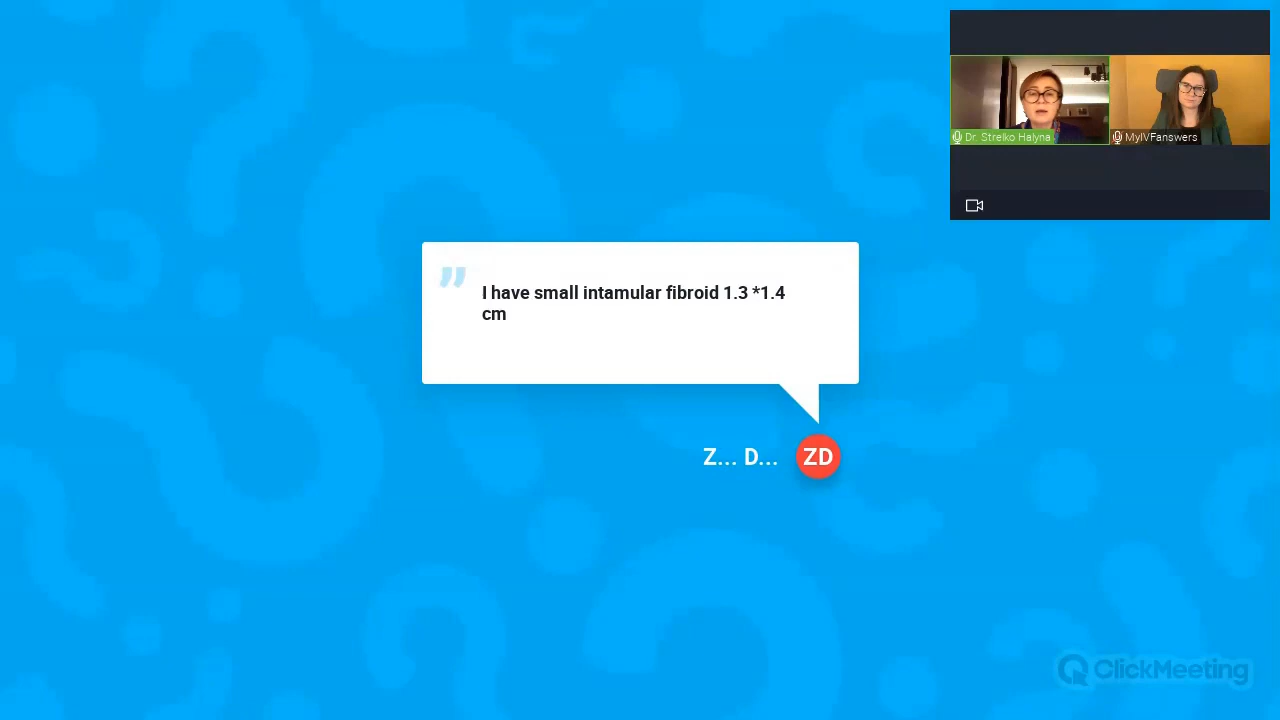 Dr. Strelko Halyna
MyIVFanswers
I have small intamular fibroid 1.3 *1.4
cm
Z... D...
ZD
ClickMeeting